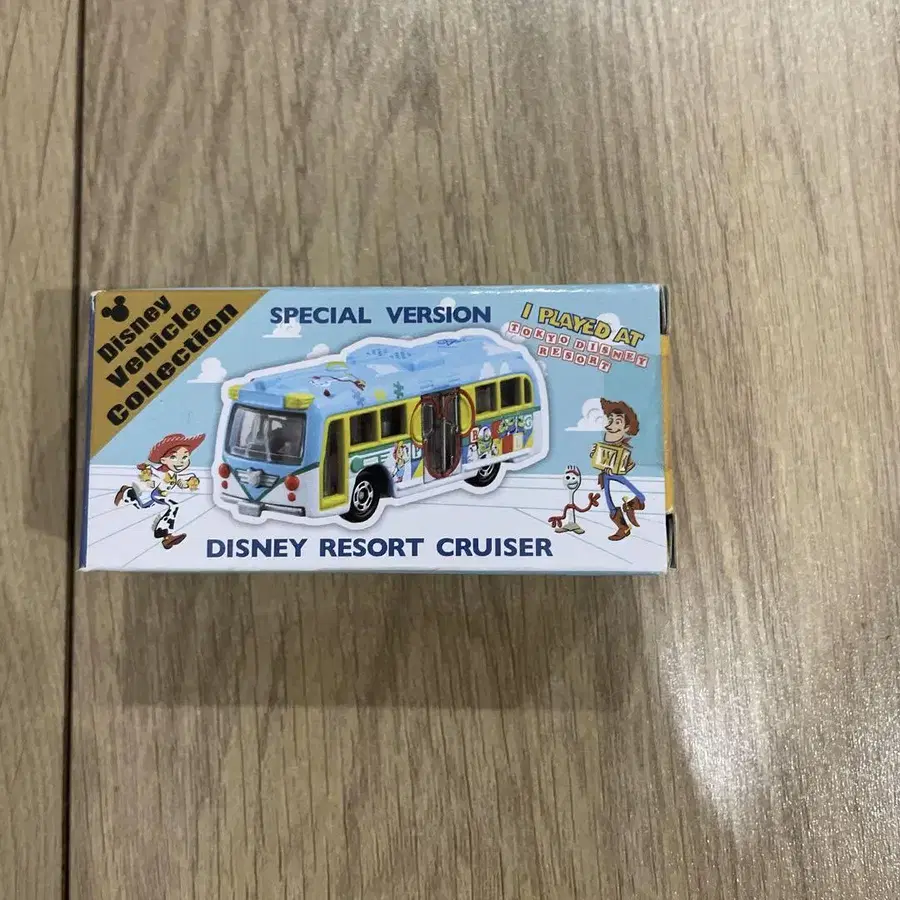 Disney
Vehicle
Collection
SPECIAL VERSION
I PLAYED AT
TOKYO DISNEY
RESORT
DISNEY RESORT CRUISER